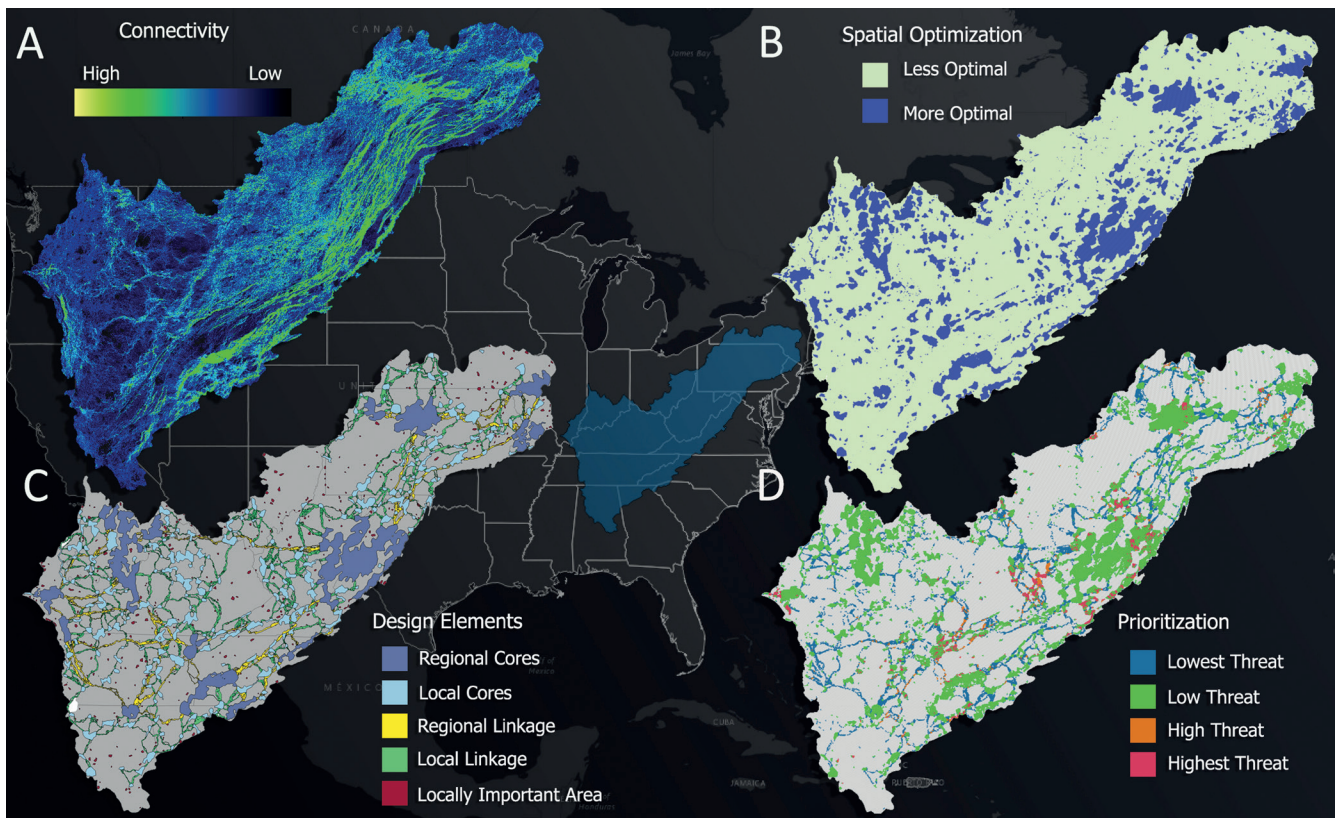 A
Connectivity
High
Low
CANADA
James Bay
B
Spatial Optimization
Less Optimal
More Optimal
C
Design Elements
Regional Cores
Local Cores
Regional Linkage
Local Linkage
Locally Important Area
MÉXICO
CUBA
JAMAICA
D
Prioritization
Lowest Threat
Low Threat
High Threat
Highest Threat